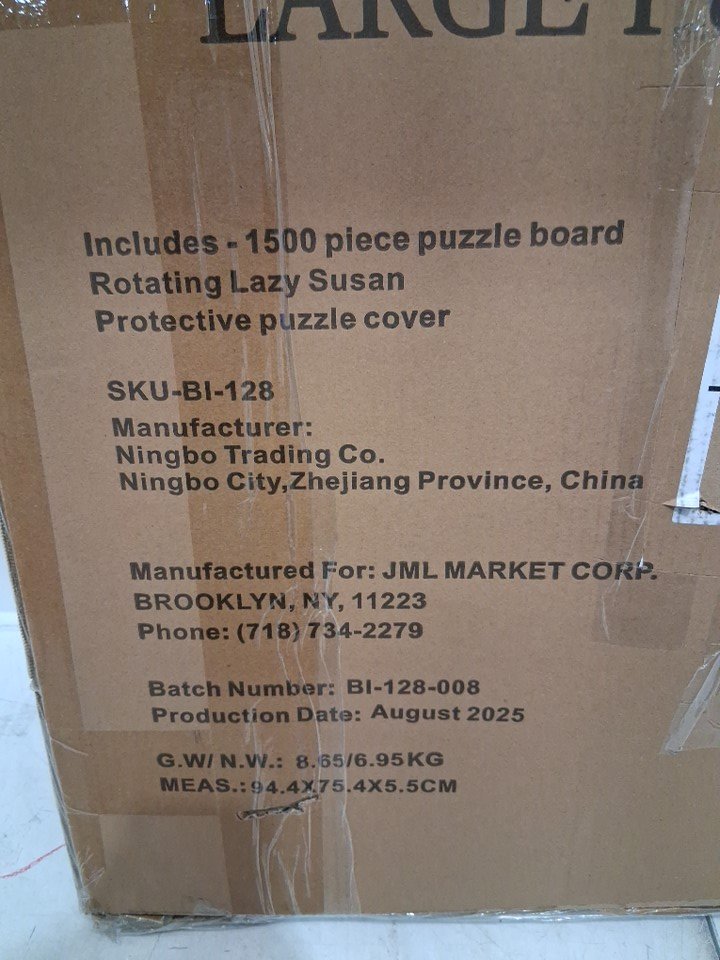 LARGE
Includes - 1500 piece puzzle board
Rotating Lazy Susan
Protective puzzle cover
SKU-BI-128
Manufacturer:
Ningbo Trading Co.
Ningbo City,Zhejiang Province, China
Manufactured For: JML MARKET CORP.
BROOKLYN, NY, 11223
Phone: (718) 734-2279
Batch Number: BI-128-008
Production Date: August 2025
G.W/ N.W.: 8.65/6.95KG
MEAS.:94.4X75.4X5.5CM